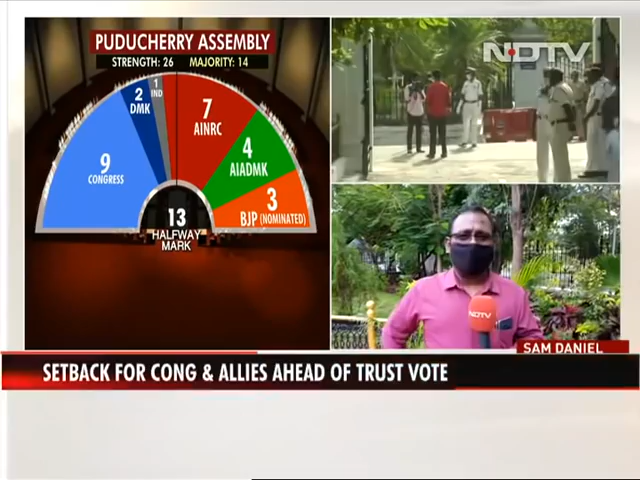 PUDUCHERRY ASSEMBLY
STRENGTH: 26 MAJORITY: 14
9
CONGRESS
2
DMK
1
IND
7
AINRC
4
AIADMK
3
BJP (NOMINATED)
13
HALFWAY
MARK
NDTV
NDTV
SAM DANIEL
SETBACK FOR CONG & ALLIES AHEAD OF TRUST VOTE